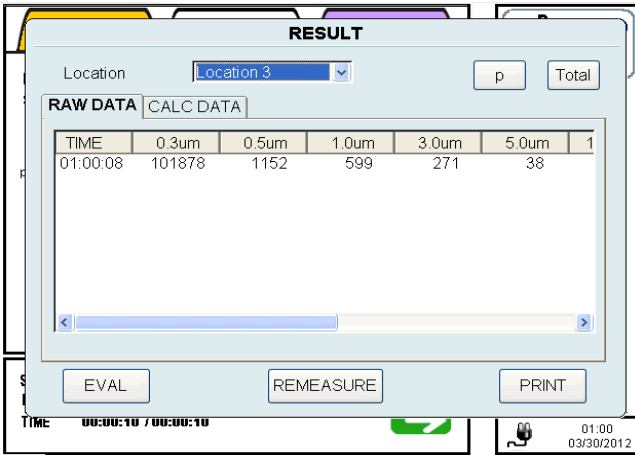 RESULT
Location Location 3 p Total
RAW DATA CALC DATA
TIME 0.3um 0.5um 1.0um 3.0um 5.0um 1
01:00:08 101878 1152 599 271 38
EVAL REMEASURE PRINT
TIME 00:00:10 / 00:00:10
01:00
03/30/2012